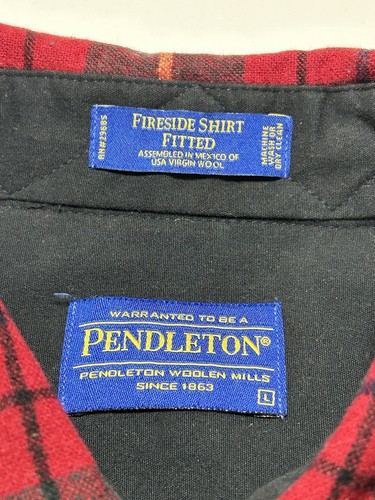 RN#29685
FIRESIDE SHIRT
FITTED
ASSEMBLED IN MEXICO OF
USA VIRGIN WOOL
MACHINE
WASH OR
DRY CLEAN
WARRANTED TO BE A
PENDLETON®
PENDLETON WOOLEN MILLS
SINCE 1863
L